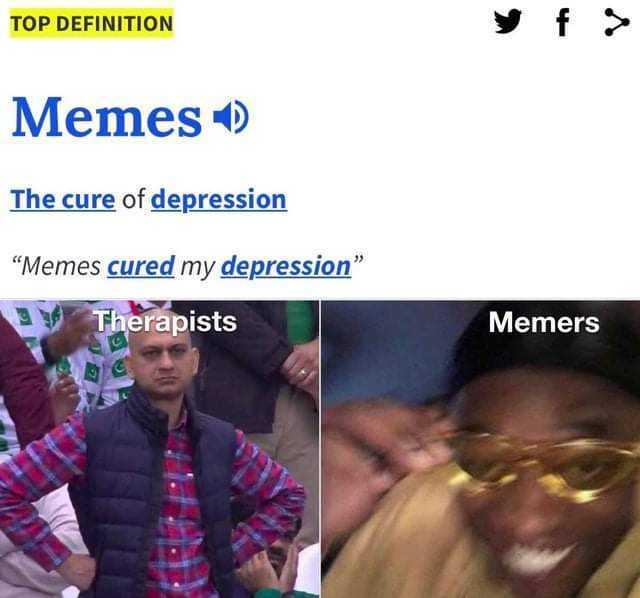 TOP DEFINITION
Memes
The cure of depression
“Memes cured my depression”
Therapists
Memers